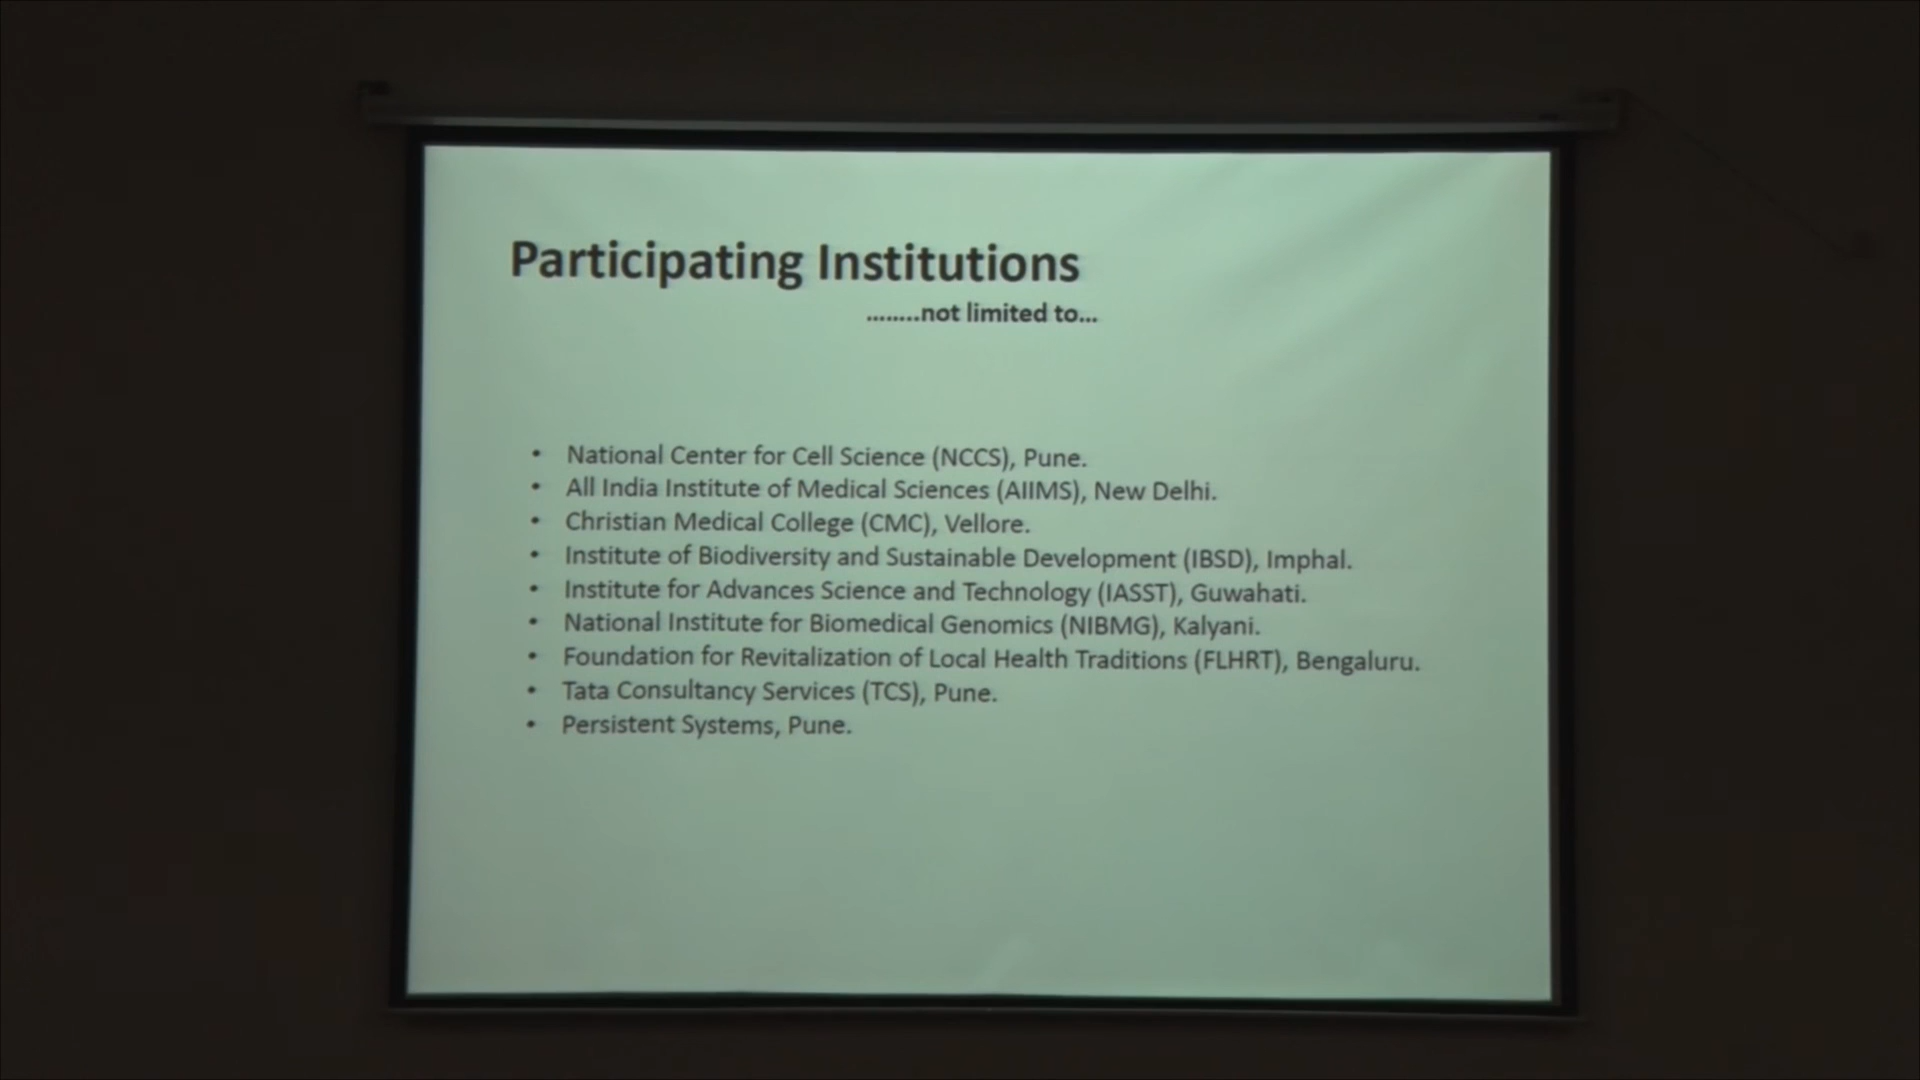 Participating Institutions
........not limited to...
• National Center for Cell Science (NCCS), Pune.
• All India Institute of Medical Sciences (AIIMS), New Delhi.
• Christian Medical College (CMC), Vellore.
• Institute of Biodiversity and Sustainable Development (IBSD), Imphal.
• Institute for Advances Science and Technology (IASST), Guwahati.
• National Institute for Biomedical Genomics (NIBMG), Kalyani.
• Foundation for Revitalization of Local Health Traditions (FLHRT), Bengaluru.
• Tata Consultancy Services (TCS), Pune.
• Persistent Systems, Pune.